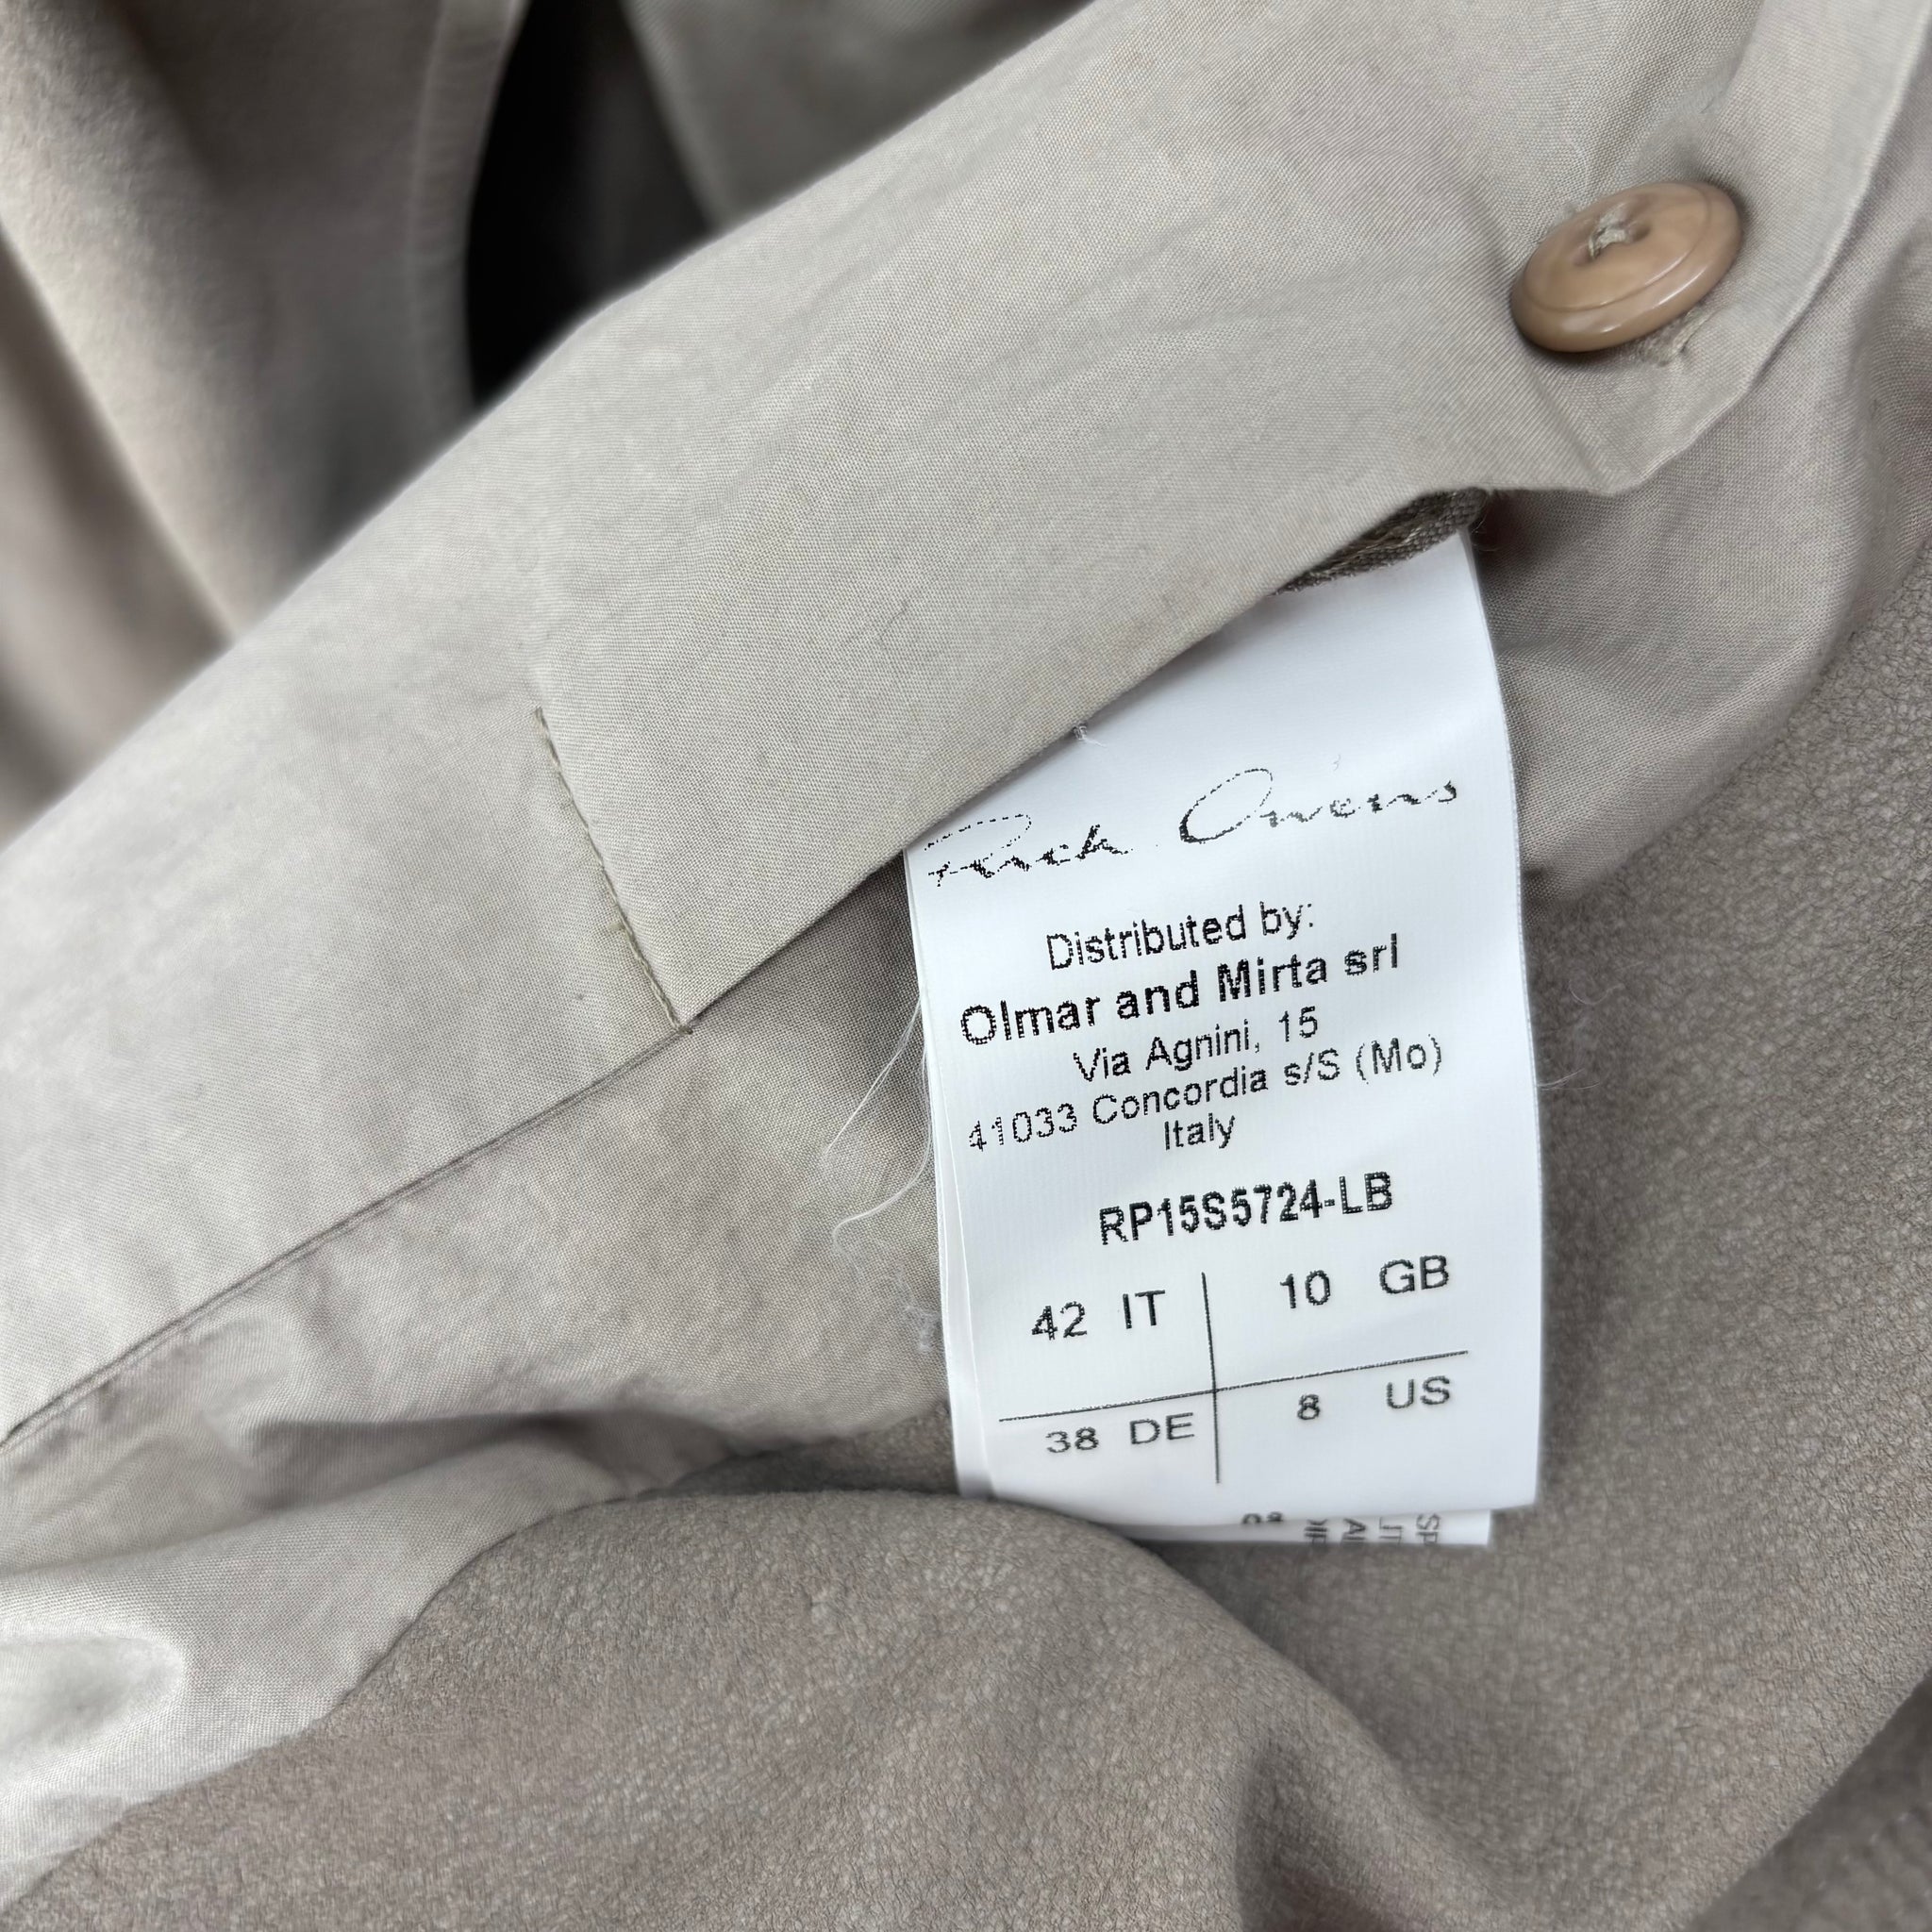 Rick Owens
Distributed by:
Olmar and Mirta srl
Via Agnini, 15
41033 Concordia s/S (Mo)
Italy
RP15S5724-LB
42 IT 10 GB
38 DE 8 US